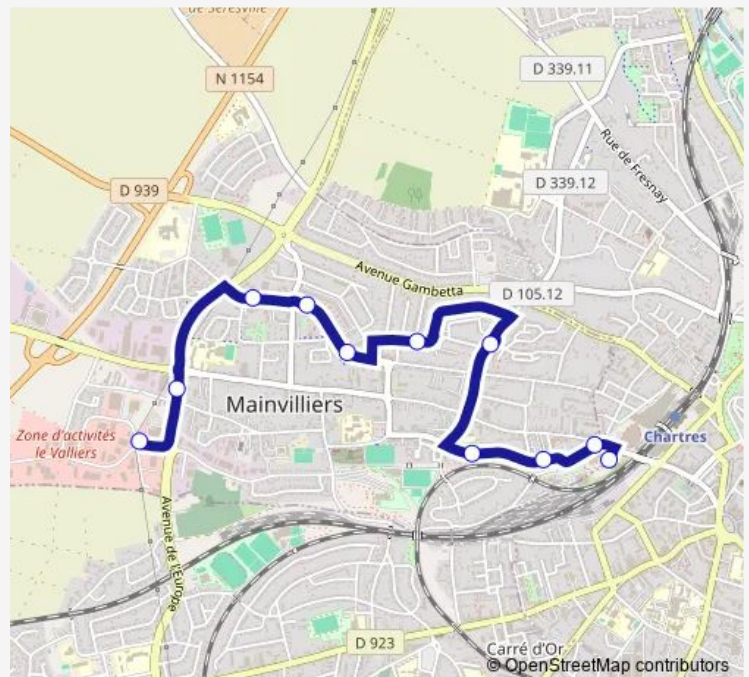 de Séresville
N 1154
D 339.11
Rue de Fresnay
D 939
D 339.12
Avenue Gambetta
D 105.12
Mainvilliers
Zone d'activités
le Valliers
Chartres
Avenue de l'Europe
D 923
Carré d'Or
© OpenStreetMap contributors